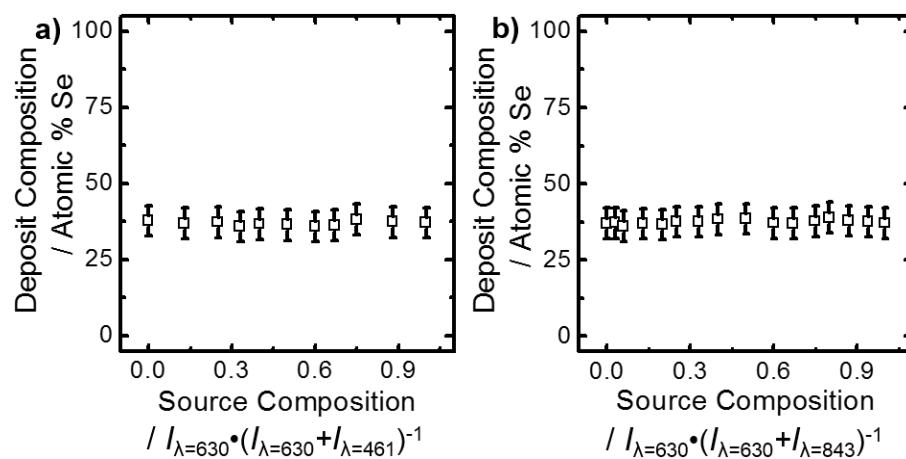 a)
Deposit Composition
/ Atomic % Se
100
75
50
25
0
0.0 0.3 0.6 0.9
Source Composition
/ Iλ=630•(Iλ=630+Iλ=461)⁻¹
b)
Deposit Composition
/ Atomic % Se
100
75
50
25
0
0.0 0.3 0.6 0.9
Source Composition
/ Iλ=630•(Iλ=630+Iλ=843)⁻¹